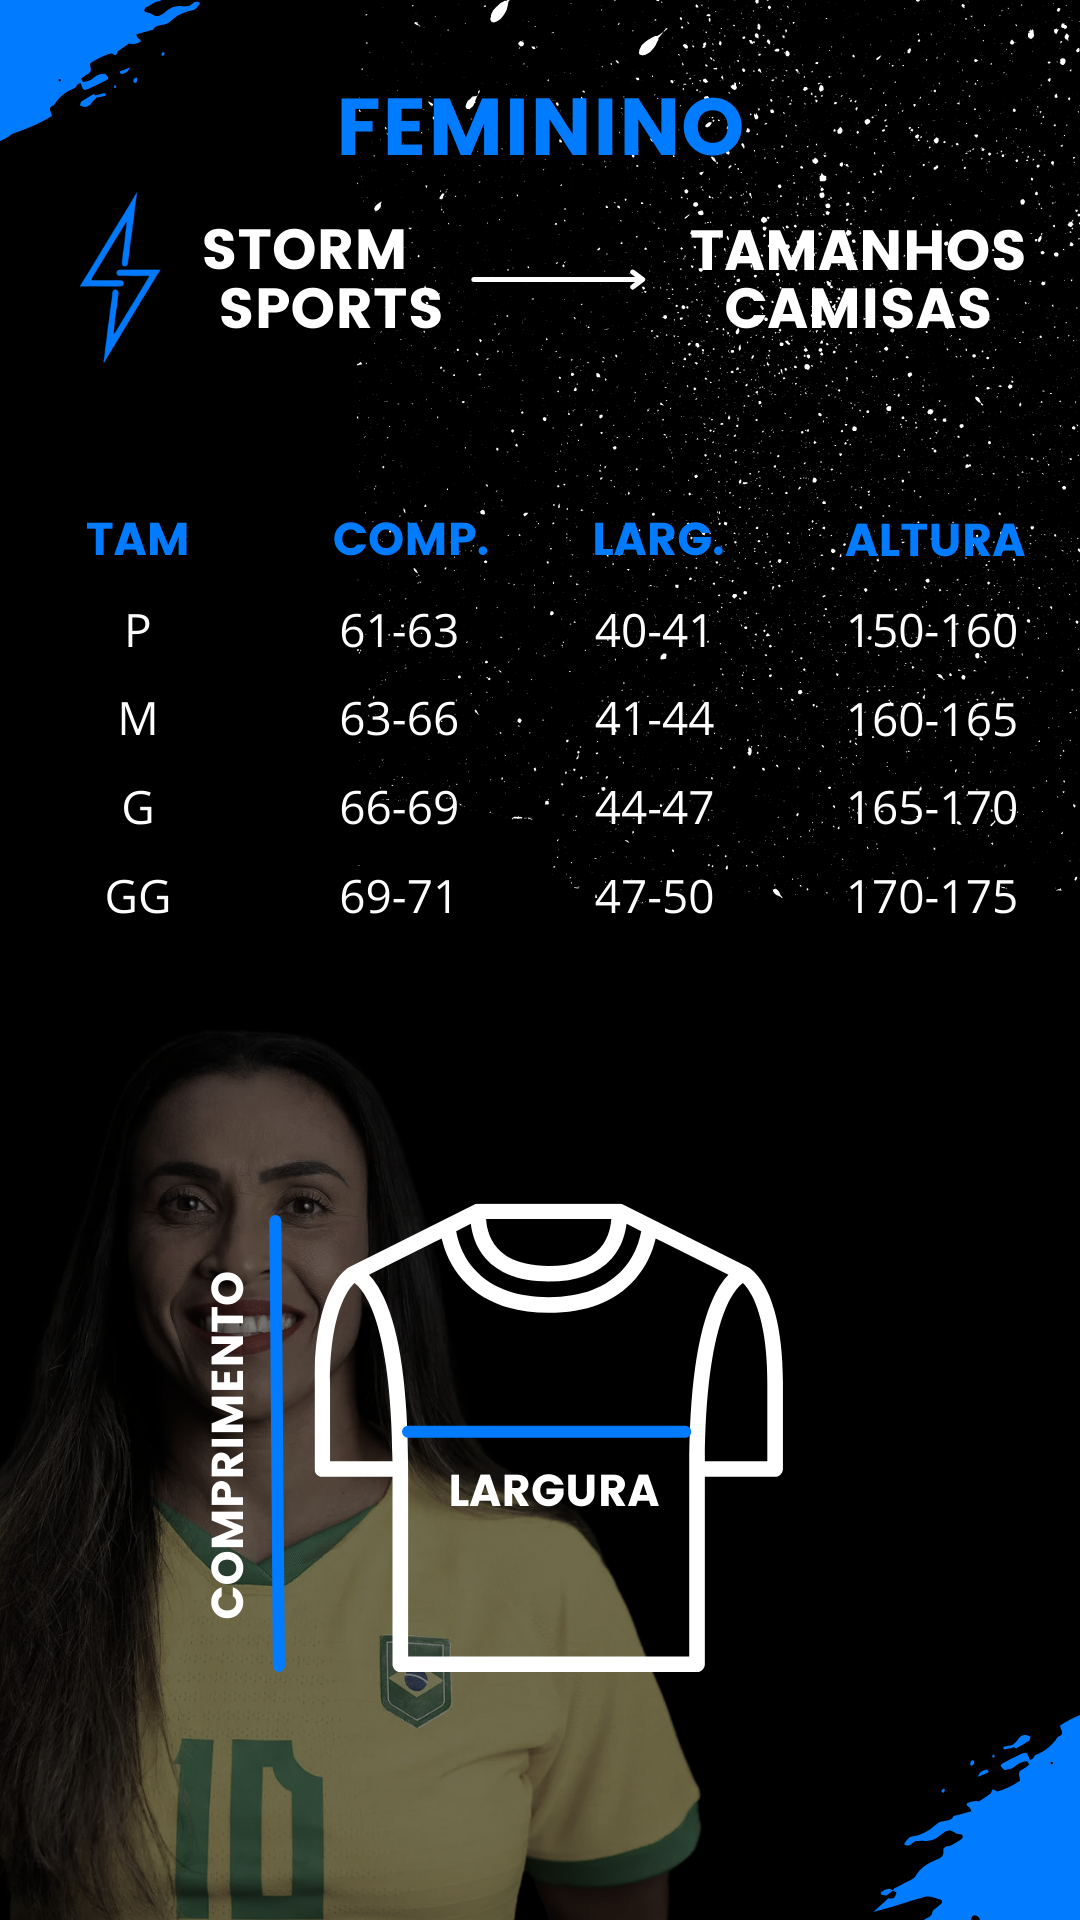 FEMININO
STORM
SPORTS
TAMANHOS
CAMISAS
TAM COMP. LARG. ALTURA
P 61-63 40-41 150-160
M 63-66 41-44 160-165
G 66-69 44-47 165-170
GG 69-71 47-50 170-175
COMPRIMENTO
LARGURA
10